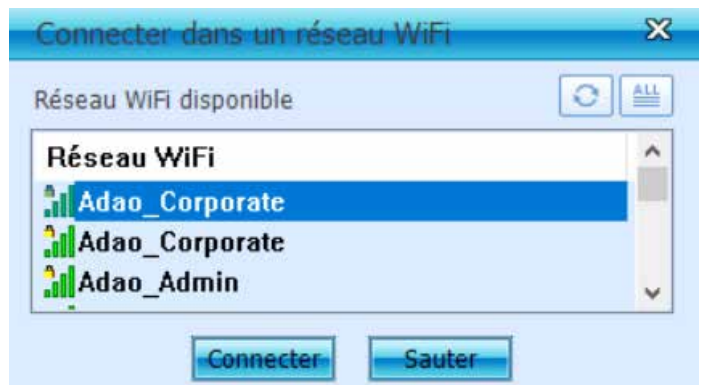 Connecter dans un réseau WiFi
Réseau WiFi disponible
ALL
Réseau WiFi
Adao_Corporate
Adao_Corporate
Adao_Admin
Connecter Sauter